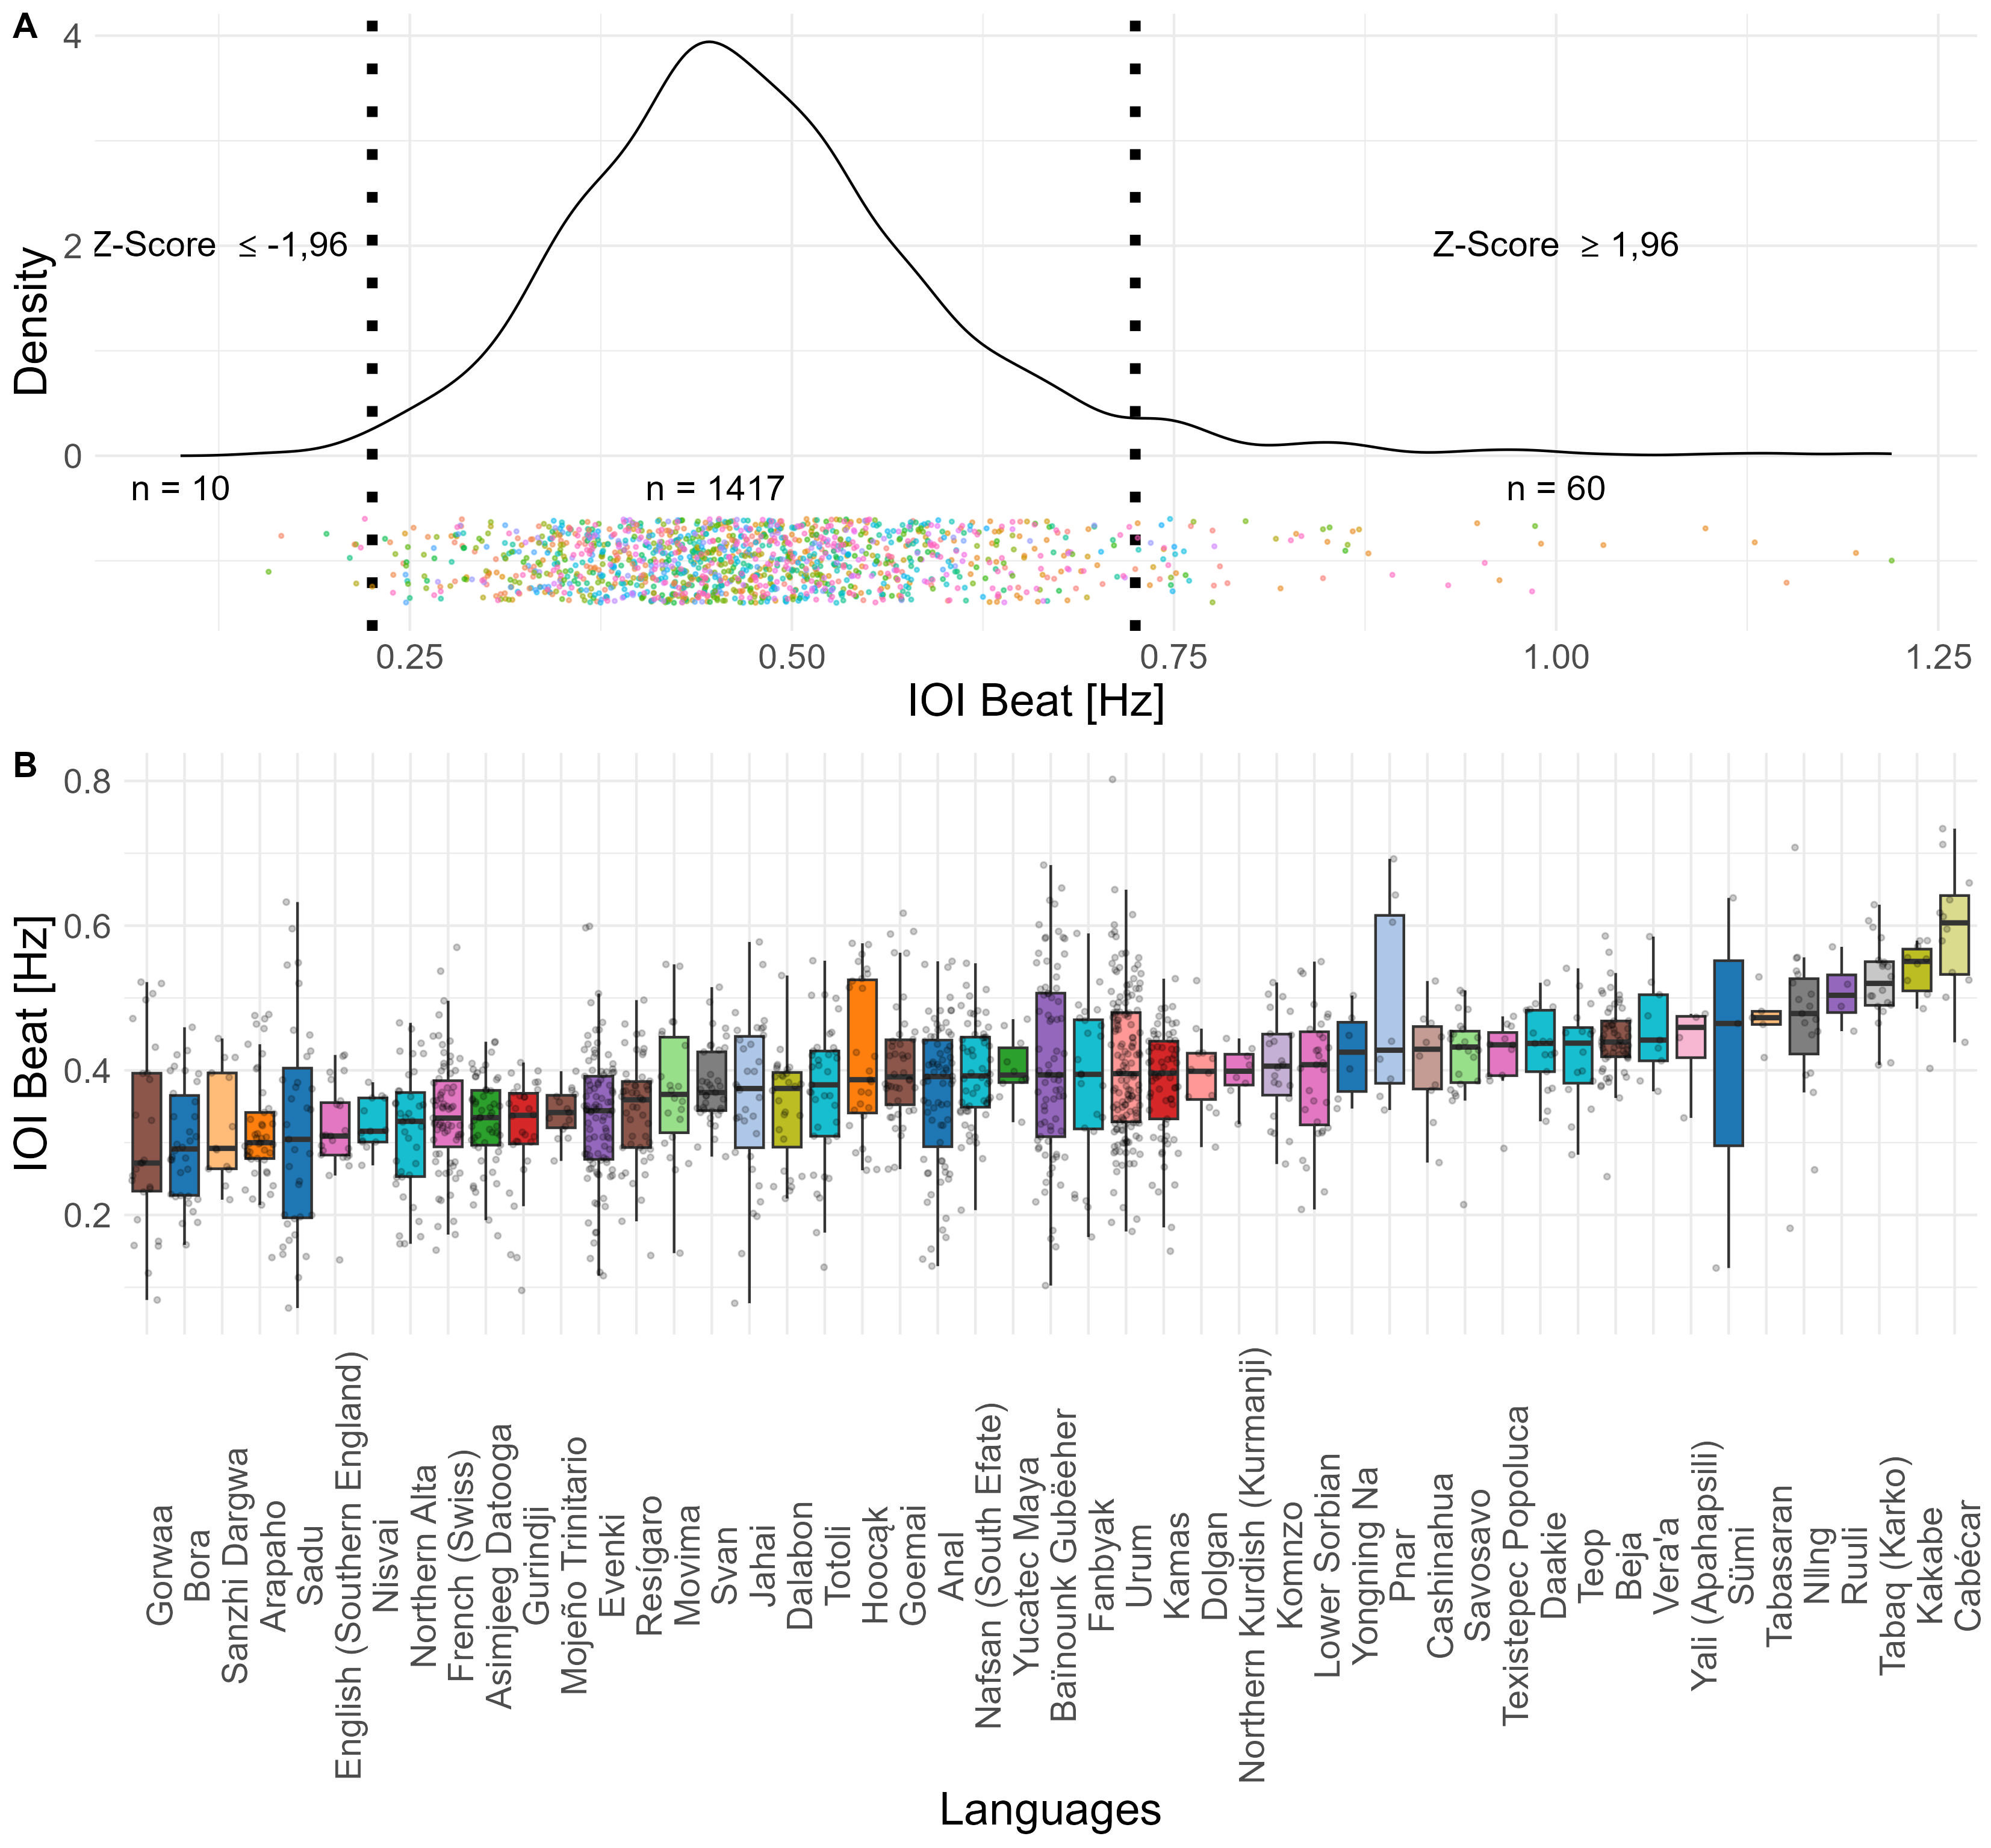 A
4
2
0
Density
Z-Score ≤ -1,96
Z-Score ≥ 1,96
n = 10
n = 1417
n = 60
0.25
0.50
0.75
1.00
1.25
IOI Beat [Hz]
B
0.8
0.6
0.4
0.2
IOI Beat [Hz]
Gorwaa
Bora
Sanzhi Dargwa
Arapaho
Sadu
English (Southern England)
Nisvai
Northern Alta
French (Swiss)
Asimjeeg Datooga
Gurindji
Mojeño Trinitario
Evenki
Resígaro
Movima
Svan
Jahai
Dalabon
Totoli
Hoocąk
Goemai
Anal
Nafsan (South Efate)
Yucatec Maya
Baïnounk Gubëeher
Fanbyak
Urum
Kamas
Dolgan
Northern Kurdish (Kurmanji)
Komnzo
Lower Sorbian
Yongning Na
Pnar
Cashinahua
Savosavo
Texistepec Popoluca
Daakie
Teop
Beja
Vera'a
Yali (Apahapsili)
Sümi
Tabasaran
Nllng
Ruuli
Tabaq (Karko)
Kakabe
Cabécar
Languages